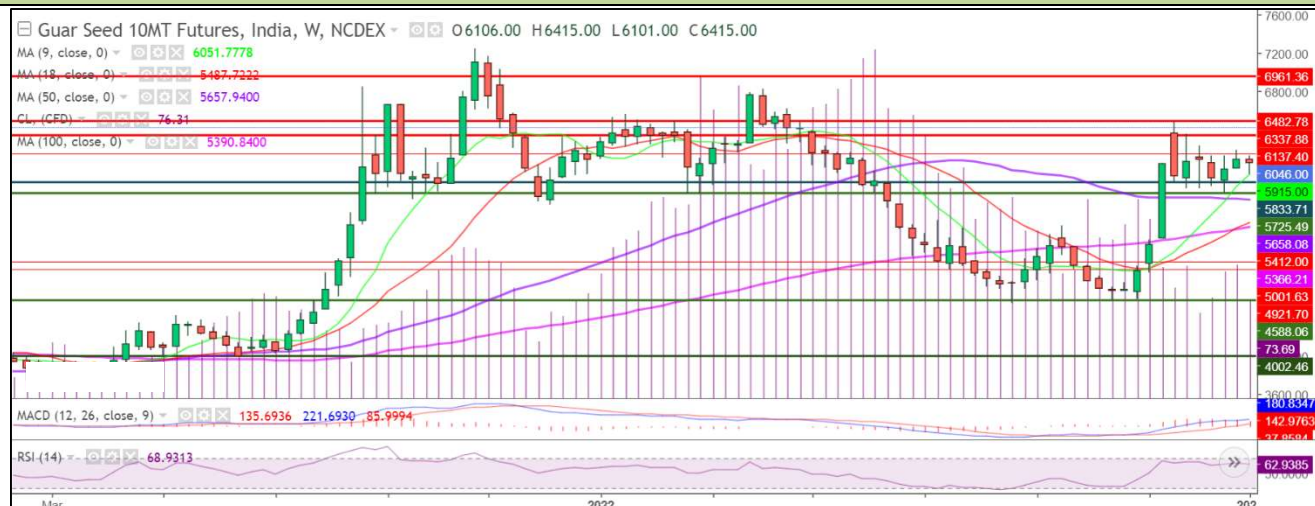 Guar Seed 10MT Futures, India, W, NCDEX O6106.00 H6415.00 L6101.00 C6415.00
MA (9, close, 0) 6051.7778
MA (18, close, 0) 5487.7222
MA (50, close, 0) 5657.9400
CL, (CFD) 76.31
MA (100, close, 0) 5390.8400
7600.00
7200.00
6961.36
6800.00
6482.78
6337.88
6137.40
6046.00
5915.00
5833.71
5725.49
5658.08
5412.00
5366.21
5001.63
4921.70
4588.06
73.69
4002.46
3600.00
MACD (12, 26, close, 9) 135.6936 221.6930 85.9994
180.8347
142.9763
37.8584
RSI (14) 68.9313
62.9385
Mar 2022